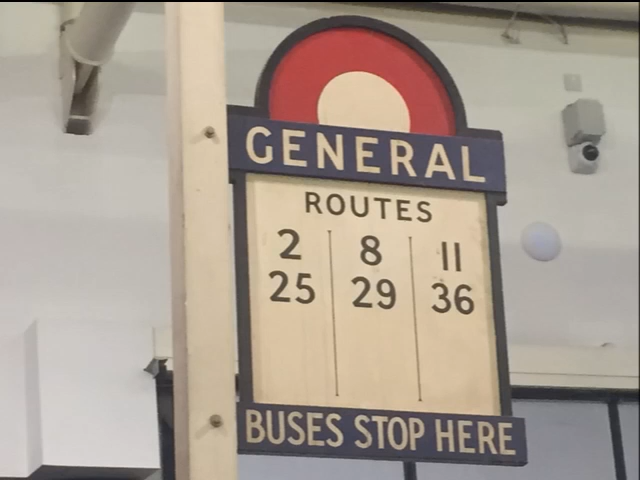 GENERAL
ROUTES
2 8 11
25 29 36
BUSES STOP HERE